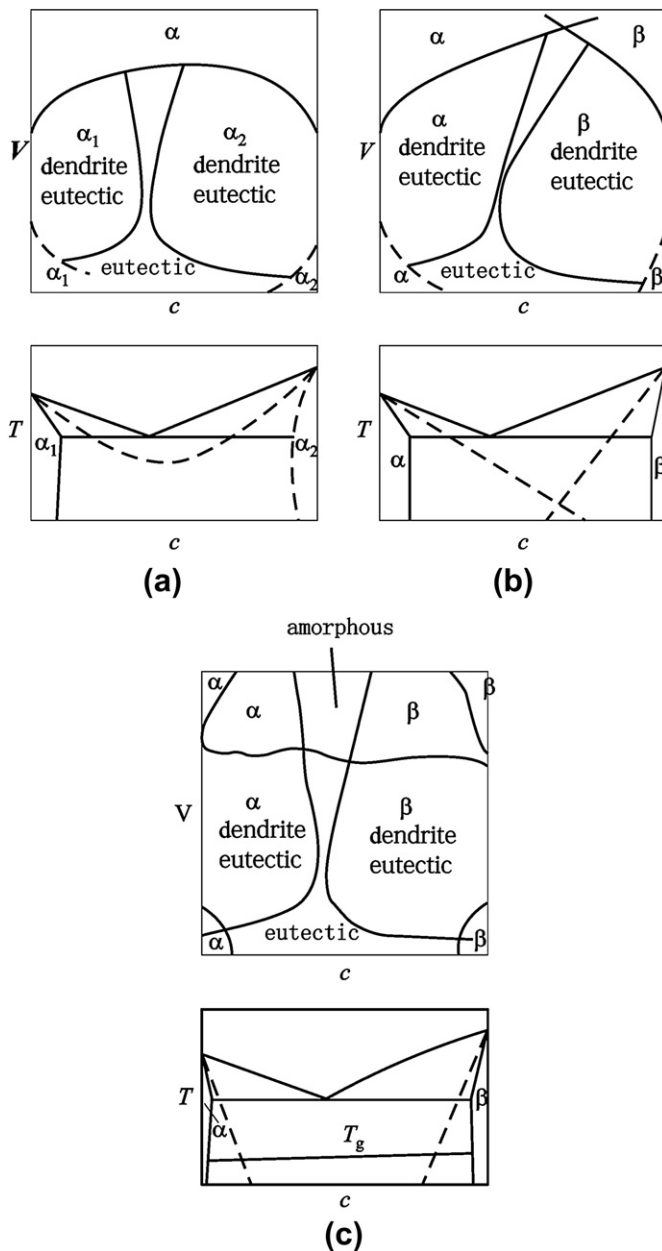 α
V
α1
dendrite
eutectic
α2
dendrite
eutectic
α1
eutectic
α2
c
T
α1
α2
c
(a)
α
β
V
α
dendrite
eutectic
β
dendrite
eutectic
α
eutectic
β
c
T
α
β
c
(b)
amorphous
α
α
β
β
V
α
dendrite
eutectic
β
dendrite
eutectic
α
eutectic
β
c
T
α
β
Tg
c
(c)